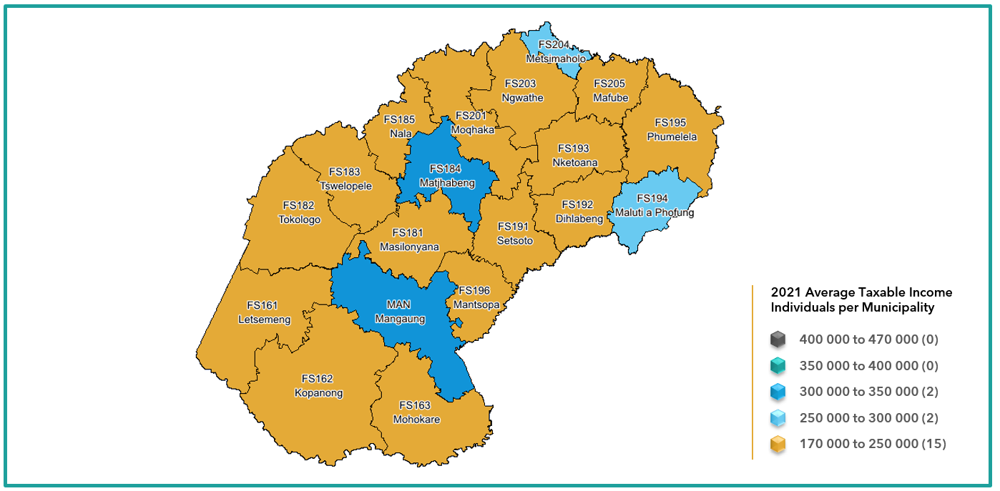 FS204
Metsimaholo
FS203
Ngwathe
FS205
Mafube
FS201
Moqhaka
FS185
Nala
FS195
Phumelela
FS193
Nketoana
FS184
Matjhabeng
FS183
Tswelopele
FS182
Tokologo
FS194
Maluti a Phofung
FS192
Dihlabeng
FS191
Setsoto
FS181
Masilonyana
FS196
Mantsopa
MAN
Mangaung
FS161
Letsemeng
FS162
Kopanong
FS163
Mohokare
2021 Average Taxable Income
Individuals per Municipality
400 000 to 470 000 (0)
350 000 to 400 000 (0)
300 000 to 350 000 (2)
250 000 to 300 000 (2)
170 000 to 250 000 (15)